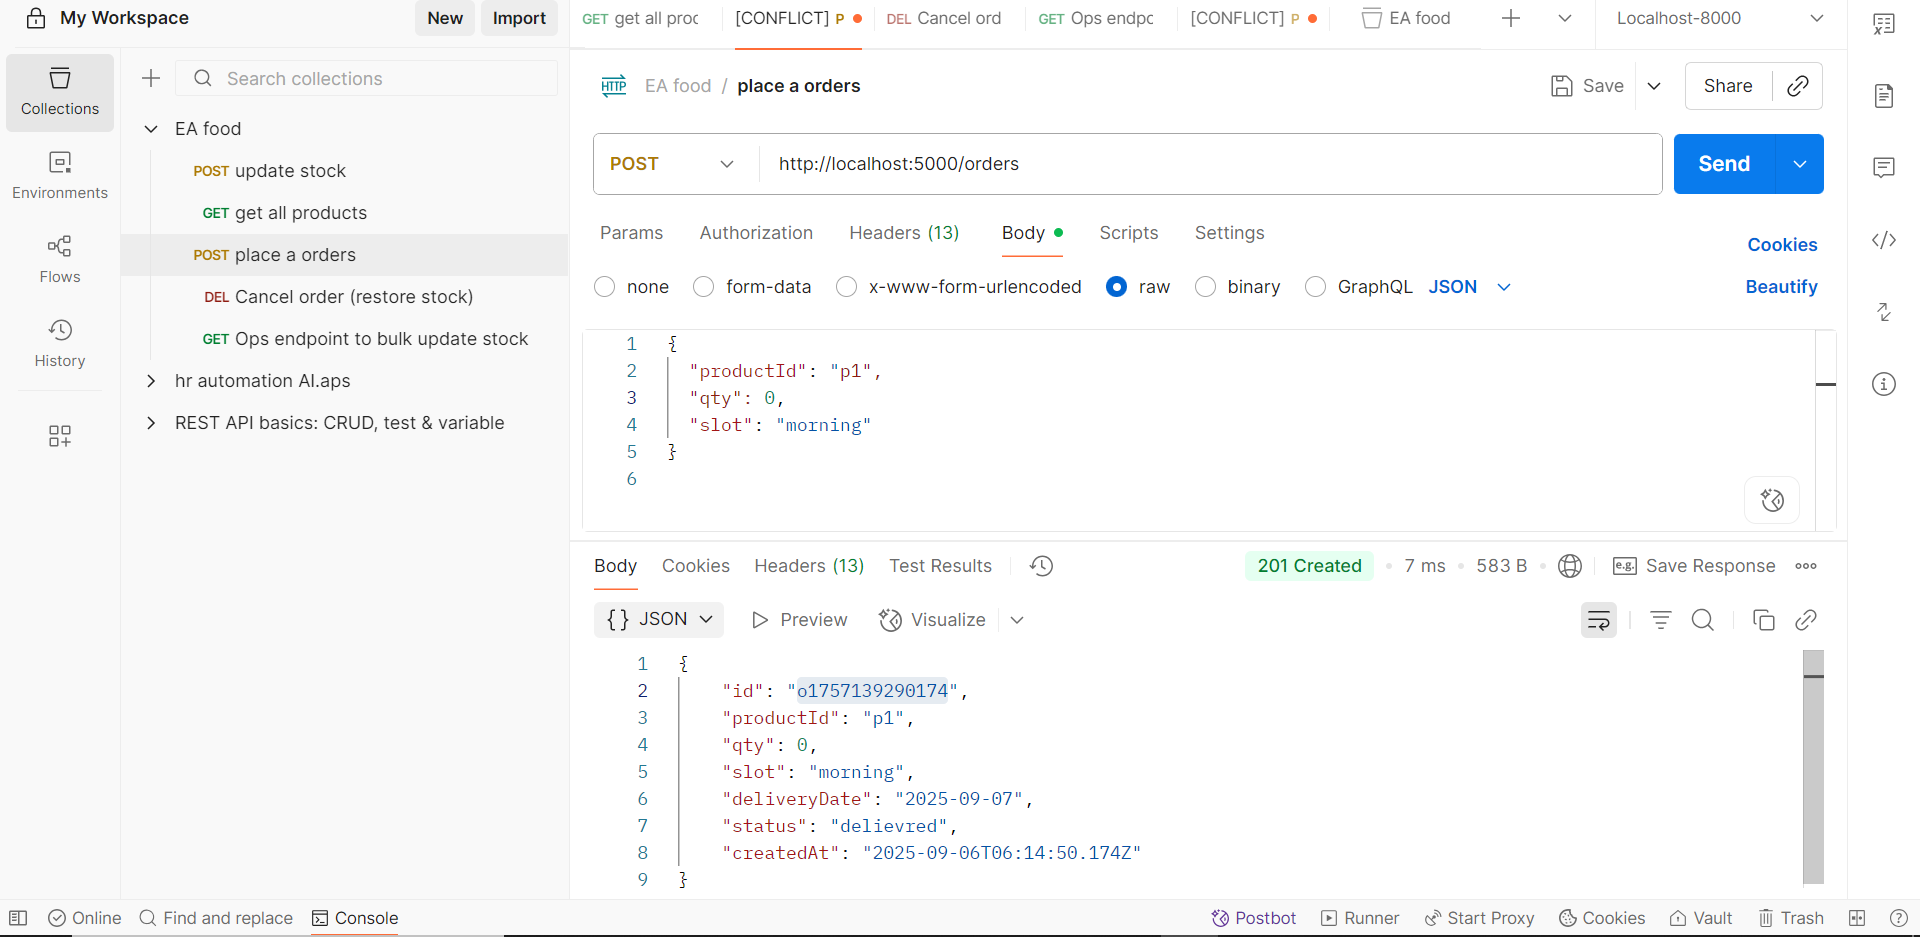 My Workspace
New
Import
GET get all proc
[CONFLICT] P
DEL Cancel ord
GET Ops endpc
[CONFLICT] P
EA food
Localhost-8000
Collections
Environments
Flows
History
Search collections
EA food
POST update stock
GET get all products
POST place a orders
DEL Cancel order (restore stock)
GET Ops endpoint to bulk update stock
hr automation AI.aps
REST API basics: CRUD, test & variable
HTTP EA food / place a orders
Save
Share
POST
http://localhost:5000/orders
Send
Params Authorization Headers (13) Body Scripts Settings
Cookies
none form-data x-www-form-urlencoded raw binary GraphQL JSON
Beautify
1 {
2 "productId": "p1",
3 "qty": 0,
4 "slot": "morning"
5 }
6
Body Cookies Headers (13) Test Results
201 Created • 7 ms • 583 B •
e.g. Save Response
{} JSON Preview Visualize
1 {
2 "id": "o1757139290174",
3 "productId": "p1",
4 "qty": 0,
5 "slot": "morning",
6 "deliveryDate": "2025-09-07",
7 "status": "delievred",
8 "createdAt": "2025-09-06T06:14:50.174Z"
9 }
Online Find and replace Console
Postbot Runner Start Proxy Cookies Vault Trash